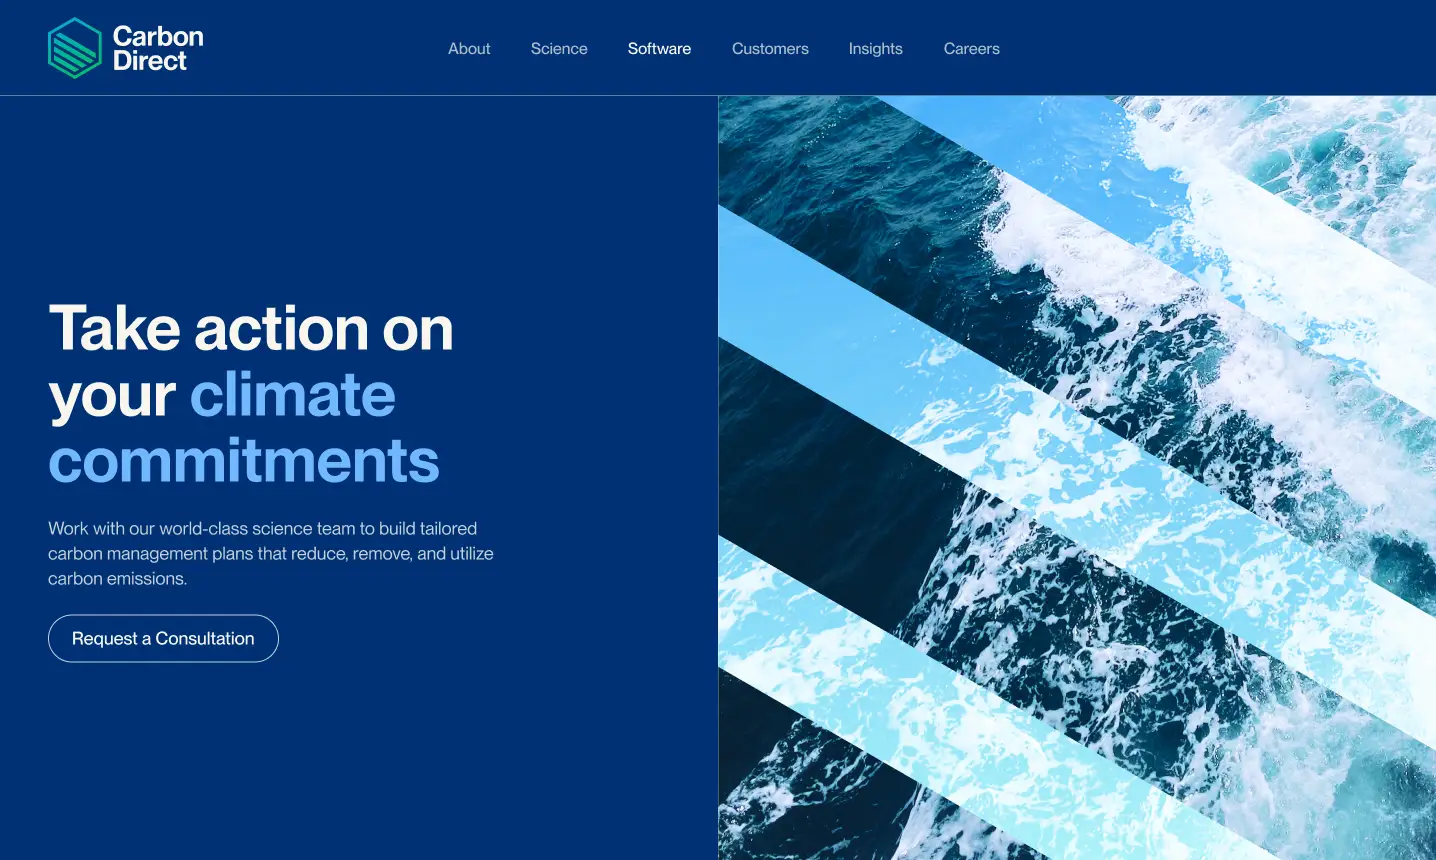 Carbon
Direct
About
Science
Software
Customers
Insights
Careers
Take action on
your climate
commitments
Work with our world-class science team to build tailored
carbon management plans that reduce, remove, and utilize
carbon emissions.
Request a Consultation